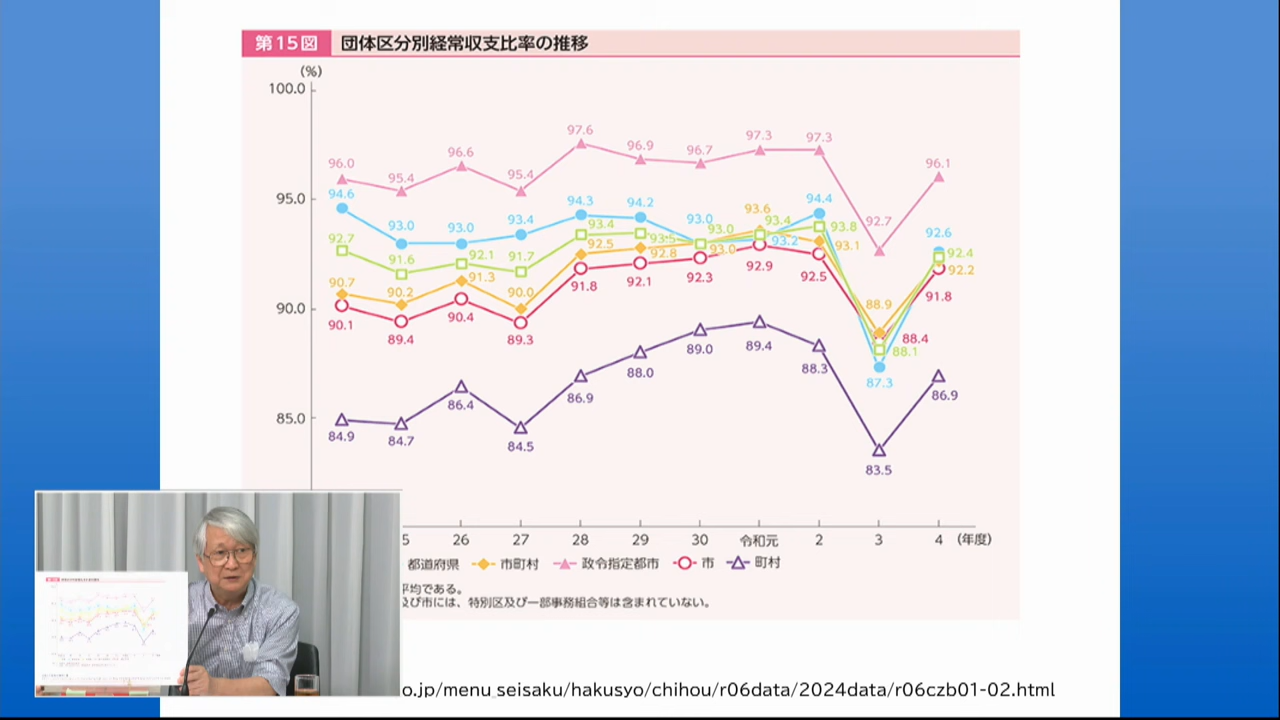 第15図 団体区分別経常収支比率の推移
(%)
100.0
95.0
90.0
85.0
96.0 95.4 96.6 95.4 97.6 96.9 96.7 97.3 97.3 92.7 96.1
94.6 93.0 93.0 93.4 94.3 94.2 93.0 93.2 94.4 87.3 92.6
92.7 91.6 92.1 91.7 93.4 93.5 93.0 93.4 93.8 88.1 92.4
90.7 90.2 91.3 90.0 92.5 92.8 93.0 93.6 93.1 88.9 92.2
90.1 89.4 90.4 89.3 91.8 92.1 92.3 92.9 92.5 88.4 91.8
84.9 84.7 86.4 84.5 86.9 88.0 89.0 89.4 88.3 83.5 86.9
5 26 27 28 29 30 令和元 2 3 4 (年度)
都道府県 市町村 政令指定都市 市 町村
平均である。
及び市には、特別区及び一部事務組合等は含まれていない。
o.jp/menu_seisaku/hakusyo/chihou/r06data/2024data/r06czb01-02.html